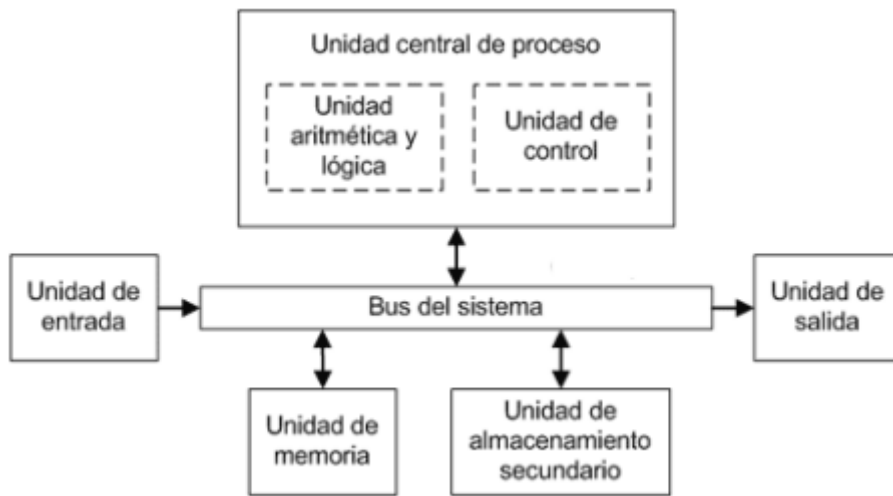 Unidad central de proceso
Unidad
aritmética y
lógica
Unidad de
control
Unidad de
entrada
Bus del sistema
Unidad de
salida
Unidad de
memoria
Unidad de
almacenamiento
secundario